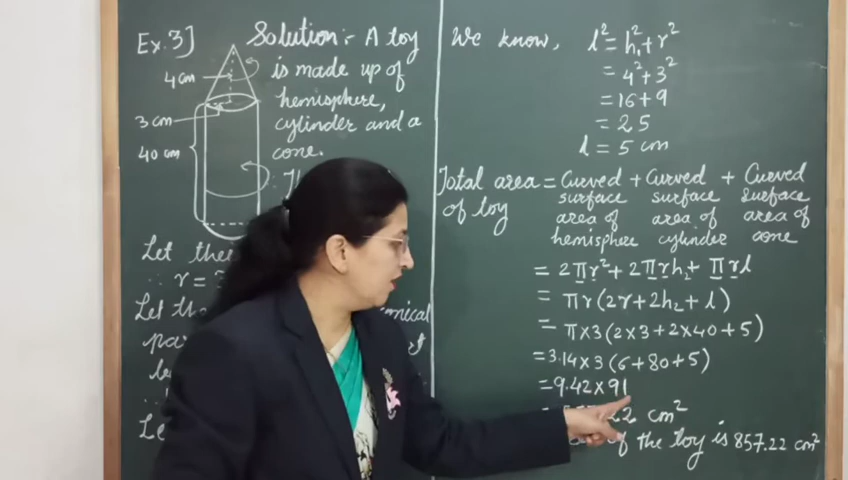 Ex.3] Solution:- A toy
4 cm is made up of
hemisphere,
3 cm cylinder and a
40 cm cone.
Let
∴ r = 3
Let the conical
par
Le
We know, l² = h₁² + r²
= 4² + 3²
= 16 + 9
= 25
l = 5 cm
Total area = Curved + Curved + Curved
of toy surface surface surface
area of area of area of
hemisphere cylinder cone
= 2πr² + 2πrh₂ + πrl
= πr(2r + 2h₂ + l)
= π×3(2×3 + 2×40 + 5)
= 3.14×3(6 + 80 + 5)
= 9.42×91
22 cm²
of the toy is 857.22 cm²